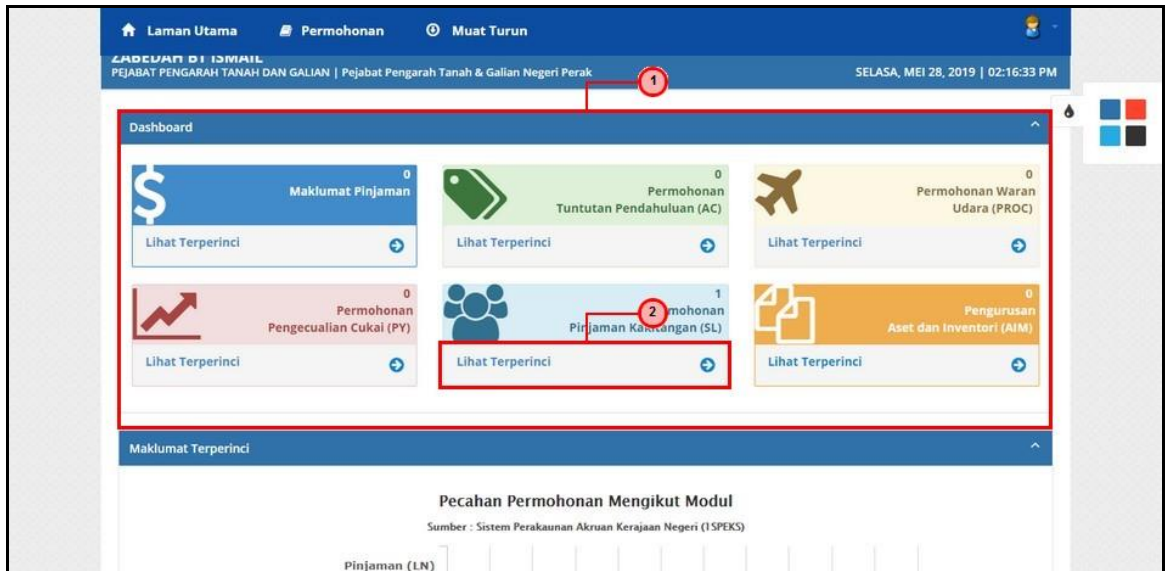 Laman Utama Permohonan Muat Turun
ZABEDAH BT ISMAIL
PEJABAT PENGARAH TANAH DAN GALIAN | Pejabat Pengarah Tanah & Galian Negeri Perak SELASA, MEI 28, 2019 | 02:16:33 PM
1
Dashboard
0
Maklumat Pinjaman
Lihat Terperinci
0
Permohonan
Tuntutan Pendahuluan (AC)
Lihat Terperinci
0
Permohonan Waran
Udara (PROC)
Lihat Terperinci
0
Permohonan
Pengecualian Cukai (PY)
Lihat Terperinci
1
2 mohonan
Pinjaman Kakitangan (SL)
Lihat Terperinci
0
Pengurusan
Aset dan Inventori (AIM)
Lihat Terperinci
Maklumat Terperinci
Pecahan Permohonan Mengikut Modul
Sumber : Sistem Perakaunan Akruan Kerajaan Negeri (1SPEKS)
Pinjaman (LN)